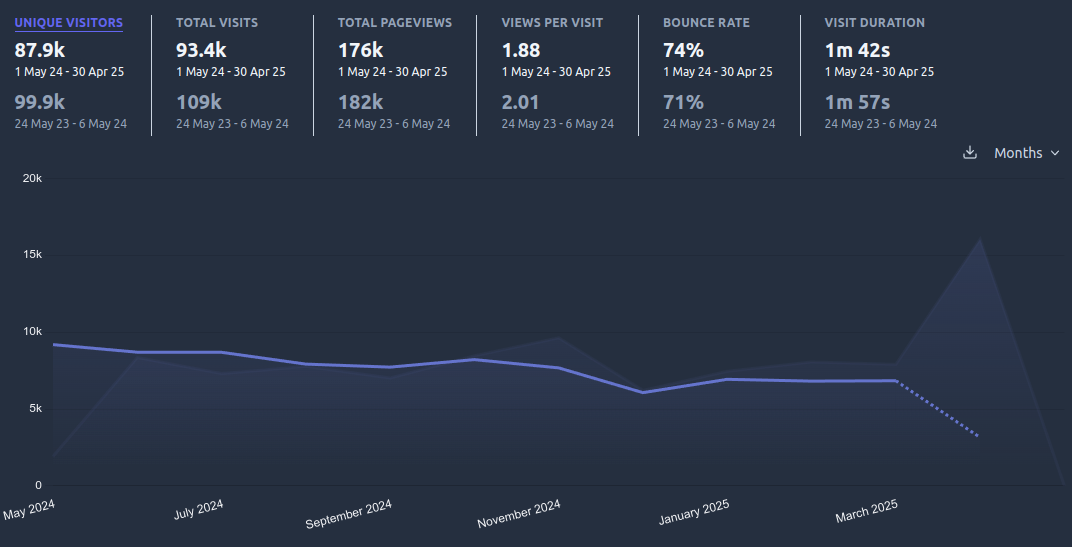 UNIQUE VISITORS
87.9k
1 May 24 - 30 Apr 25
99.9k
24 May 23 - 6 May 24
TOTAL VISITS
93.4k
1 May 24 - 30 Apr 25
109k
24 May 23 - 6 May 24
TOTAL PAGEVIEWS
176k
1 May 24 - 30 Apr 25
182k
24 May 23 - 6 May 24
VIEWS PER VISIT
1.88
1 May 24 - 30 Apr 25
2.01
24 May 23 - 6 May 24
BOUNCE RATE
74%
1 May 24 - 30 Apr 25
71%
24 May 23 - 6 May 24
VISIT DURATION
1m 42s
1 May 24 - 30 Apr 25
1m 57s
24 May 23 - 6 May 24
Months
20k
15k
10k
5k
0
May 2024
July 2024
September 2024
November 2024
January 2025
March 2025